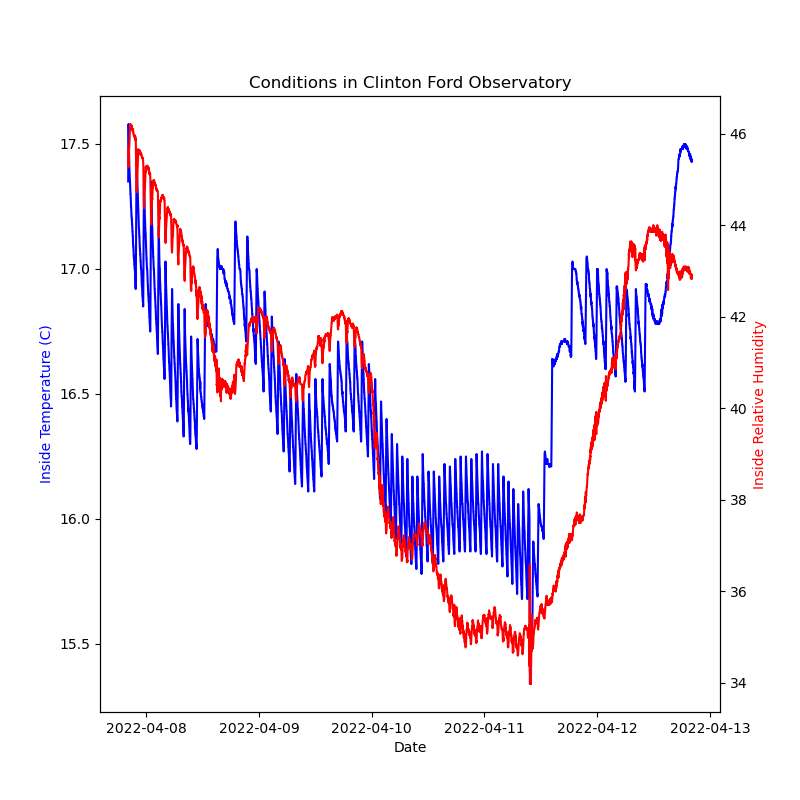 Conditions in Clinton Ford Observatory
17.5
17.0
16.5
16.0
15.5
Inside Temperature (C)
46
44
42
40
38
36
34
Inside Relative Humidity
2022-04-08 2022-04-09 2022-04-10 2022-04-11 2022-04-12 2022-04-13
Date